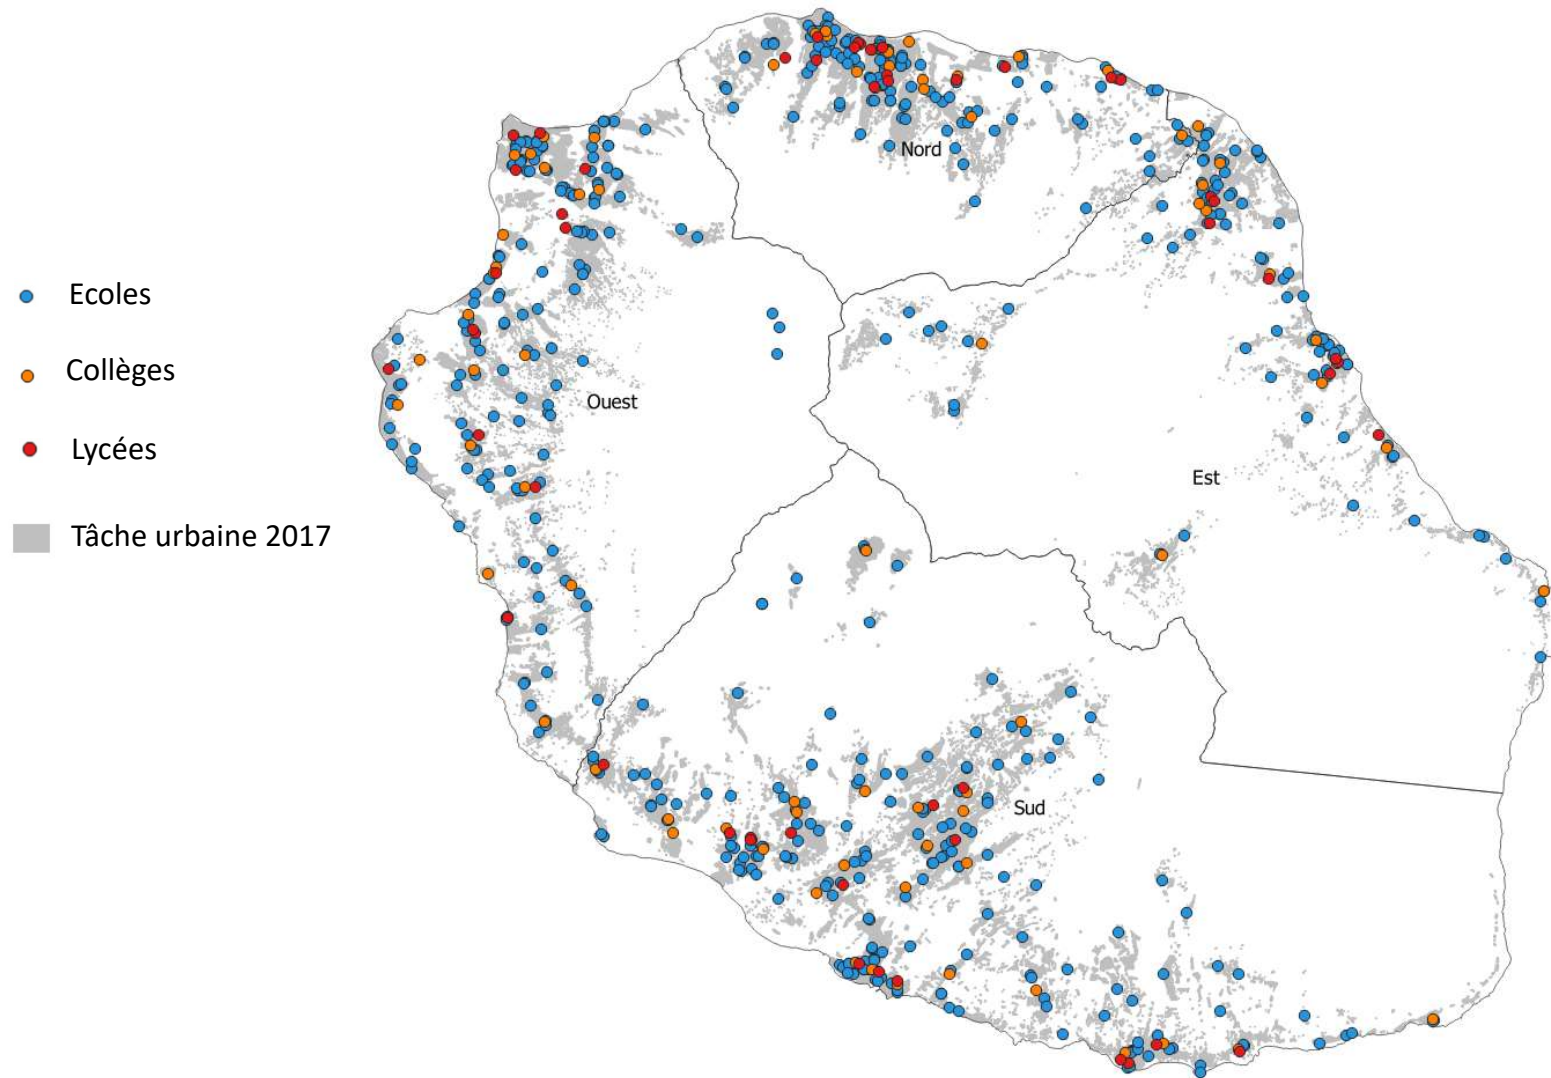 Nord
Ecoles
Collèges
Ouest
Lycées
Est
Tâche urbaine 2017
Sud